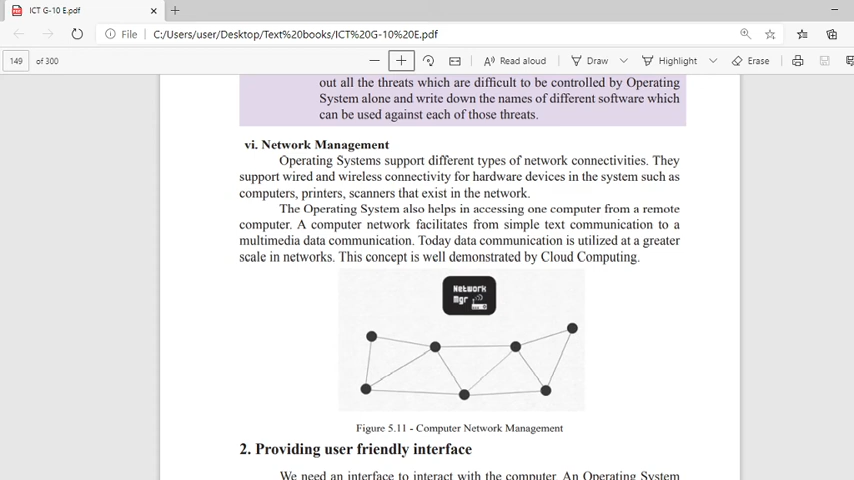 ICT G-10 E.pdf
File C:/Users/user/Desktop/Text%20books/ICT%20G-10%20E.pdf
149 of 300 Read aloud Draw Highlight Erase
out all the threats which are difficult to be controlled by Operating
System alone and write down the names of different software which
can be used against each of those threats.
vi. Network Management
Operating Systems support different types of network connectivities. They
support wired and wireless connectivity for hardware devices in the system such as
computers, printers, scanners that exist in the network.
The Operating System also helps in accessing one computer from a remote
computer. A computer network facilitates from simple text communication to a
multimedia data communication. Today data communication is utilized at a greater
scale in networks. This concept is well demonstrated by Cloud Computing.
Network
Mgr
Figure 5.11 - Computer Network Management
2. Providing user friendly interface
We need an interface to interact with the computer. An Operating System